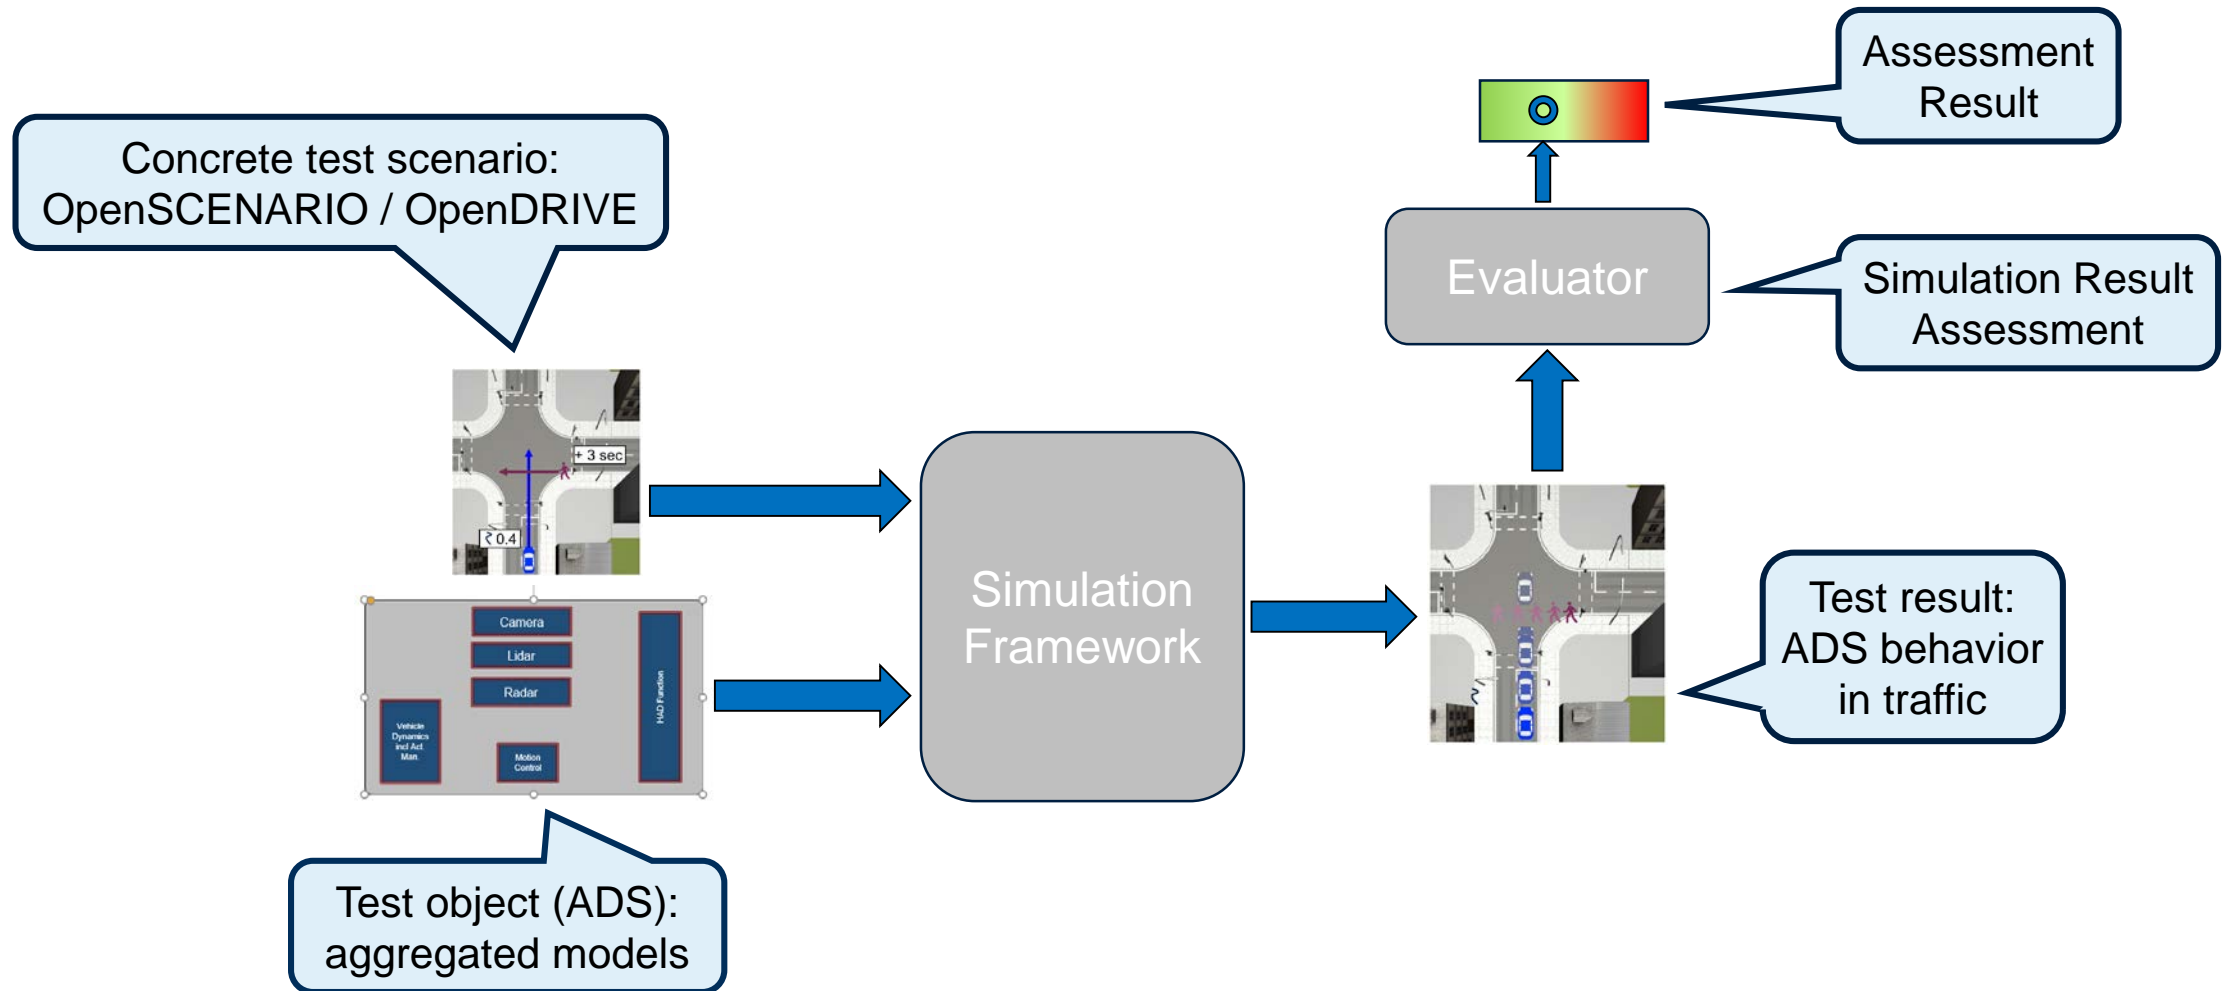 Assessment
Result
Concrete test scenario:
OpenSCENARIO / OpenDRIVE
Evaluator
Simulation Result
Assessment
+ 3 sec
0.4
Simulation
Framework
Camera
Lidar
Radar
HAD Function
Vehicle
Dynamics
incl Act.
Man.
Motion
Control
Test result:
ADS behavior
in traffic
Test object (ADS):
aggregated models